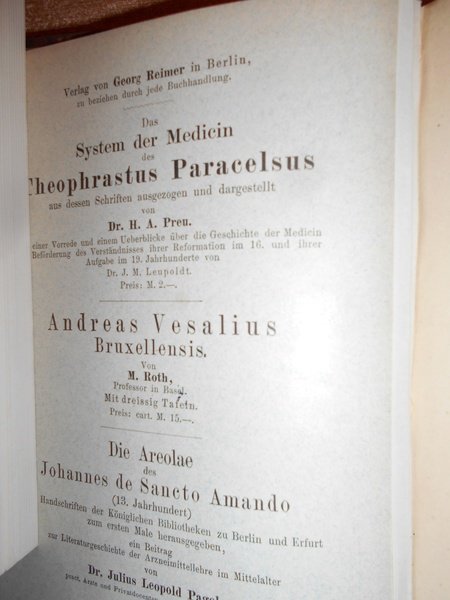 Verlag von Georg Reimer in Berlin,
zu beziehen durch jede Buchhandlung.
Das
System der Medicin
des
Theophrastus Paracelsus
aus dessen Schriften ausgezogen und dargestellt
von
Dr. H. A. Preu.
einer Vorrede und einem Ueberblicke über die Geschichte der Medicin
Beförderung des Verständnisses ihrer Reformation im 16. und ihrer
Aufgabe im 19. Jahrhunderte von
Dr. J. M. Leupoldt.
Preis: M. 2.—.
Andreas Vesalius
Bruxellensis.
Von
M. Roth,
Professor in Basel.
Mit dreissig Tafeln.
Preis: cart. M. 15.—.
Die Areolae
des
Johannes de Sancto Amando
(13. Jahrhundert)
Handschriften der Königlichen Bibliotheken zu Berlin und Erfurt
zum ersten Male herausgegeben,
ein Beitrag
zur Literaturgeschichte der Arzneimittellehre im Mittelalter
von
Dr. Julius Leopold Pagel
pract. Arzte und Privatdocenten